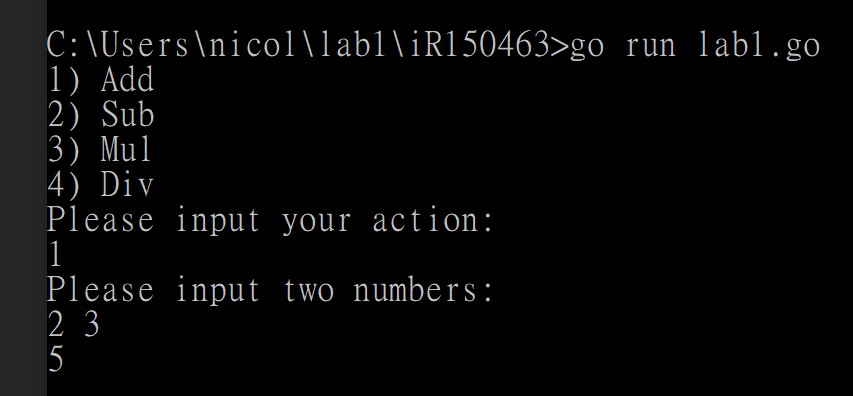 C:\Users\nicol\lab1\iR150463>go run lab1.go
1) Add
2) Sub
3) Mul
4) Div
Please input your action:
1
Please input two numbers:
2 3
5